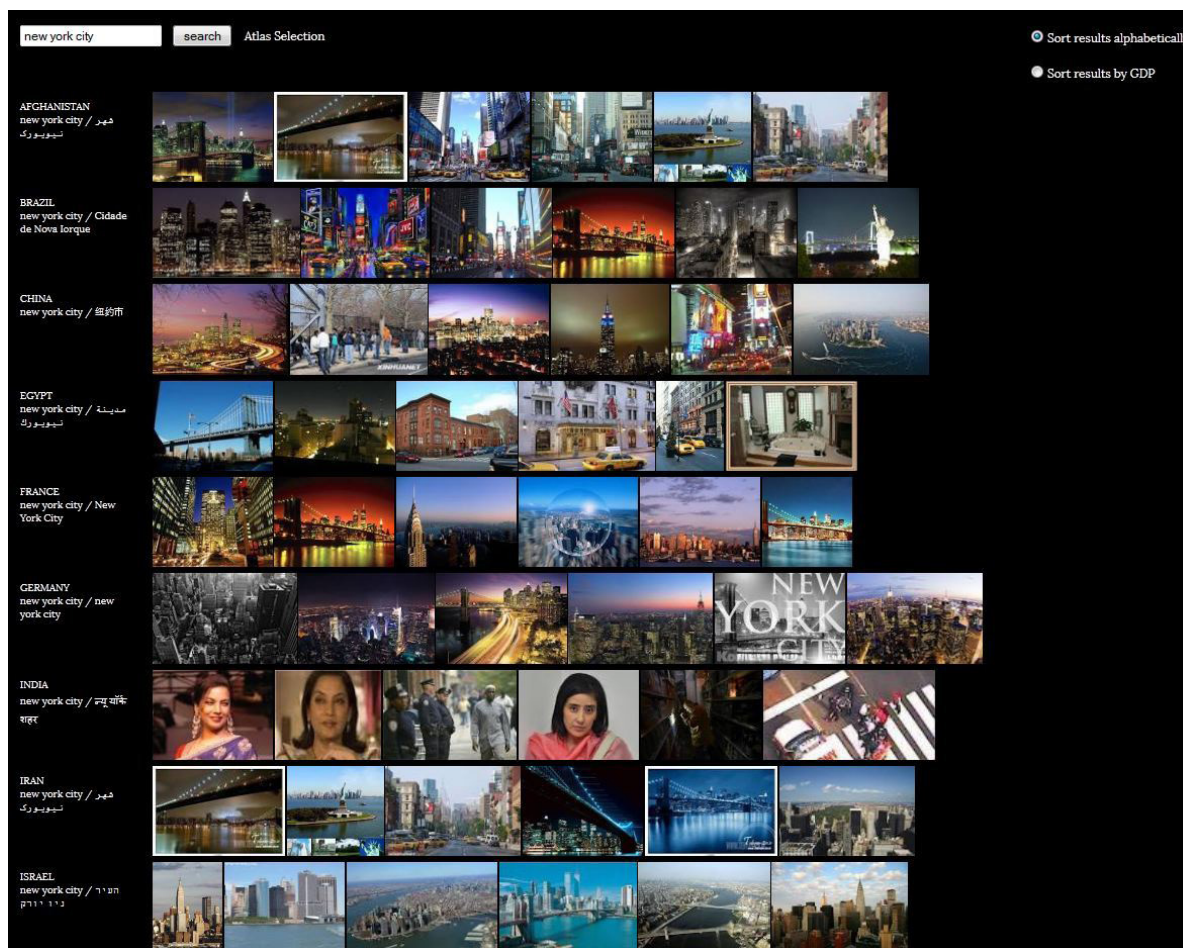 new york city
search
Atlas Selection
Sort results alphabeticall
Sort results by GDP
AFGHANISTAN
new york city / شهر
نیویورک
BRAZIL
new york city / Cidade
de Nova Iorque
CHINA
new york city / 纽约市
XINHUANET
EGYPT
new york city / مدينة
نيويورك
FRANCE
new york city / New
York City
GERMANY
new york city / new
york city
NEW
YORK
CITY
INDIA
new york city / न्यू यॉर्क
शहर
IRAN
new york city / شهر
نیویورک
ISRAEL
new york city / העיר
ניו יורק